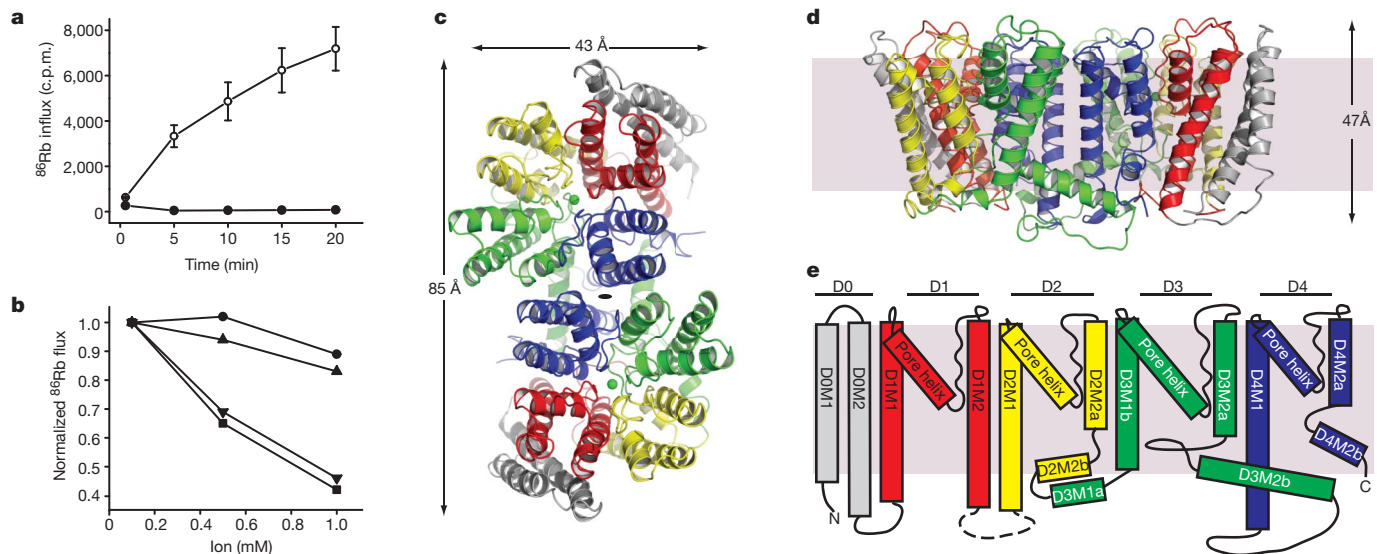 a
8,000
6,000
4,000
2,000
0
⁸⁶Rb influx (c.p.m.)
0
5
10
15
20
Time (min)
b
1.0
0.9
0.8
0.7
0.6
0.5
0.4
Normalized ⁸⁶Rb flux
0
0.2
0.4
0.6
0.8
1.0
Ion (mM)
c
43 Å
85 Å
d
47Å
e
D0
D1
D2
D3
D4
D0M1
D0M2
D1M1
Pore helix
D1M2
D2M1
Pore helix
D2M2a
D2M2b
D3M1a
D3M1b
Pore helix
D3M2a
D3M2b
D4M1
Pore helix
D4M2a
D4M2b
N
C